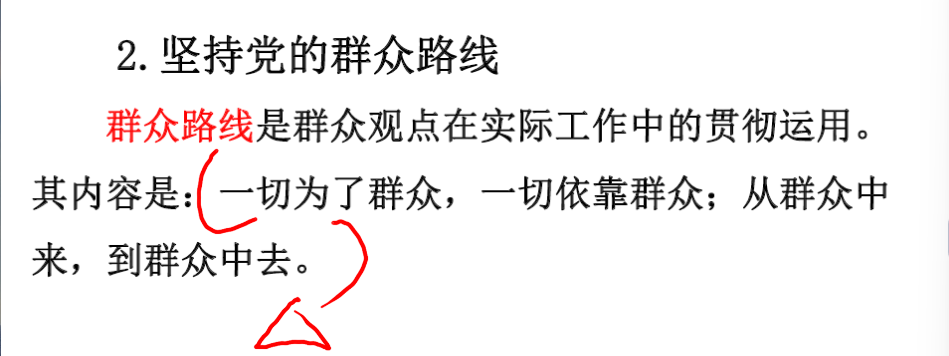 2.坚持党的群众路线
群众路线是群众观点在实际工作中的贯彻运用。
其内容是：一切为了群众，一切依靠群众；从群众中
来，到群众中去。